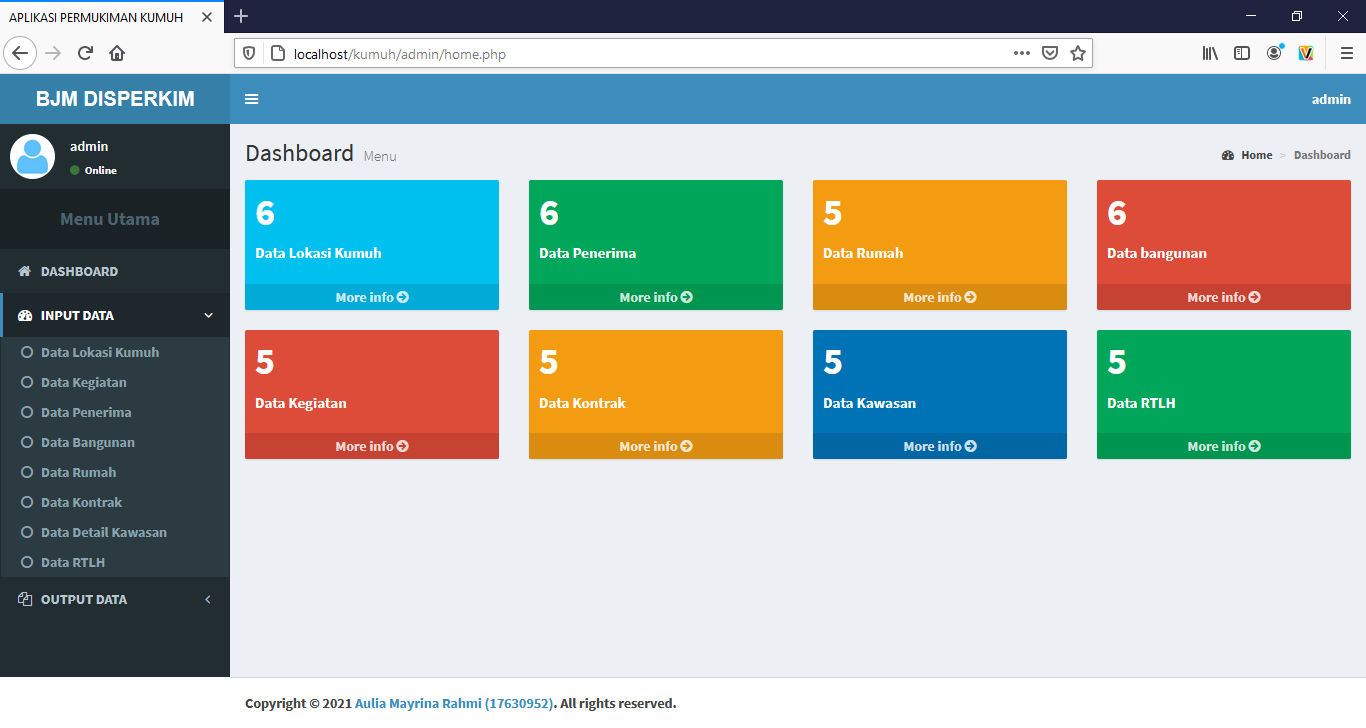 APLIKASI PERMUKIMAN KUMUH
localhost/kumuh/admin/home.php
BJM DISPERKIM
admin
admin
Online
Menu Utama
DASHBOARD
INPUT DATA
Data Lokasi Kumuh
Data Kegiatan
Data Penerima
Data Bangunan
Data Rumah
Data Kontrak
Data Detail Kawasan
Data RTLH
OUTPUT DATA
Dashboard Menu
Home > Dashboard
6
Data Lokasi Kumuh
More info
6
Data Penerima
More info
5
Data Rumah
More info
6
Data bangunan
More info
5
Data Kegiatan
More info
5
Data Kontrak
More info
5
Data Kawasan
More info
5
Data RTLH
More info
Copyright © 2021 Aulia Mayrina Rahmi (17630952). All rights reserved.